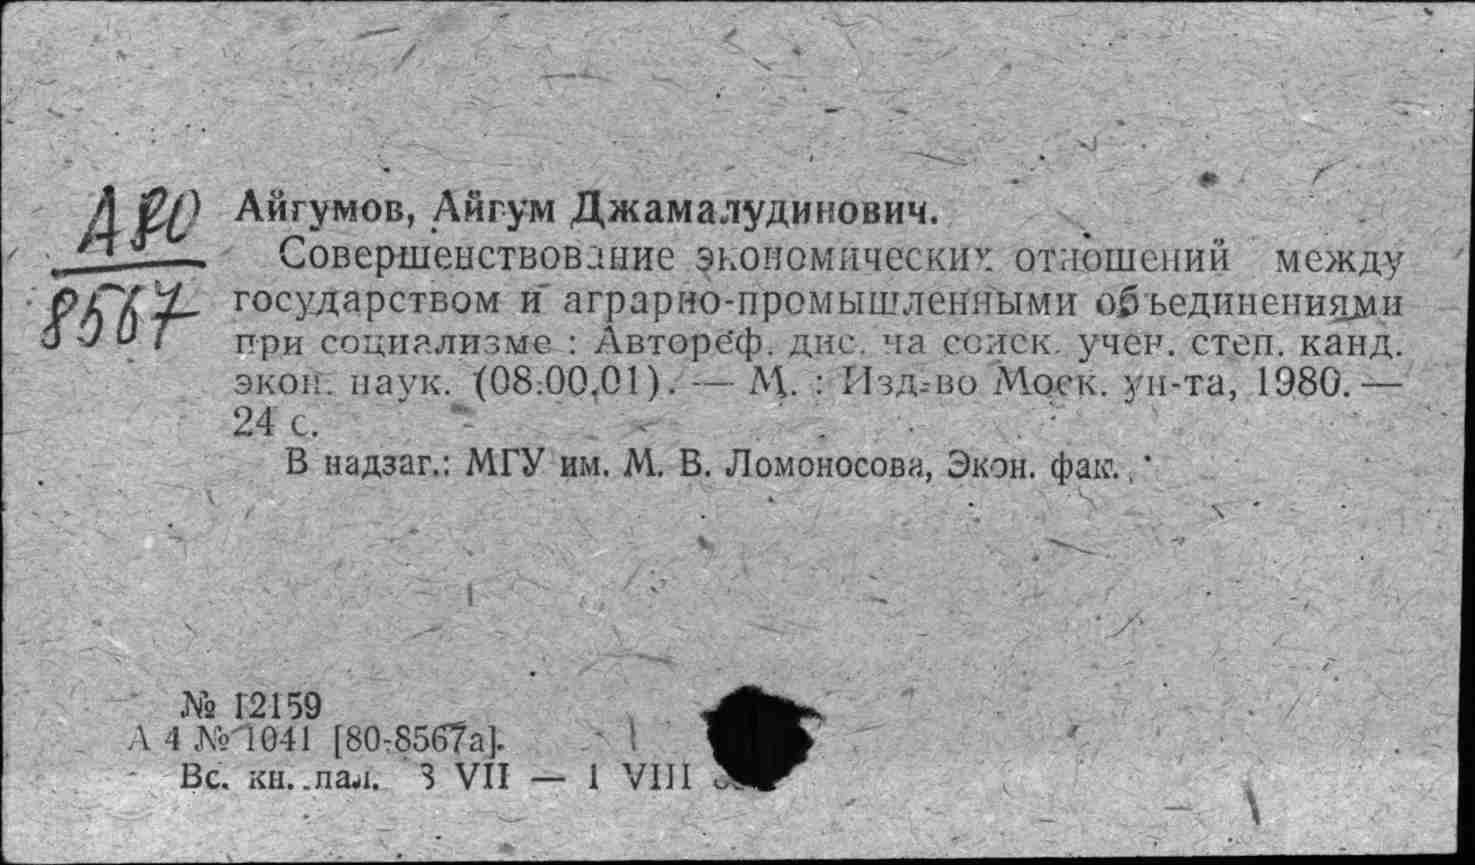 А80
8567
Айгумов, Айгум Джамалудинович.
Совершенствование экономических отношений между
государством и аграрно-промышленными объединениями
при социализме : Автореф. дис. на соиск. учен. степ. канд.
экон. наук. (08.00.01). — М. : Изд-во Моск. ун-та, 1980. —
24 с.
В надзаг.: МГУ им. М. В. Ломоносова, Экон. фак.
№ 12159
А 4 № 1041 [80-8567а].
Вс. кн. пал. 3 VII — 1 VIII